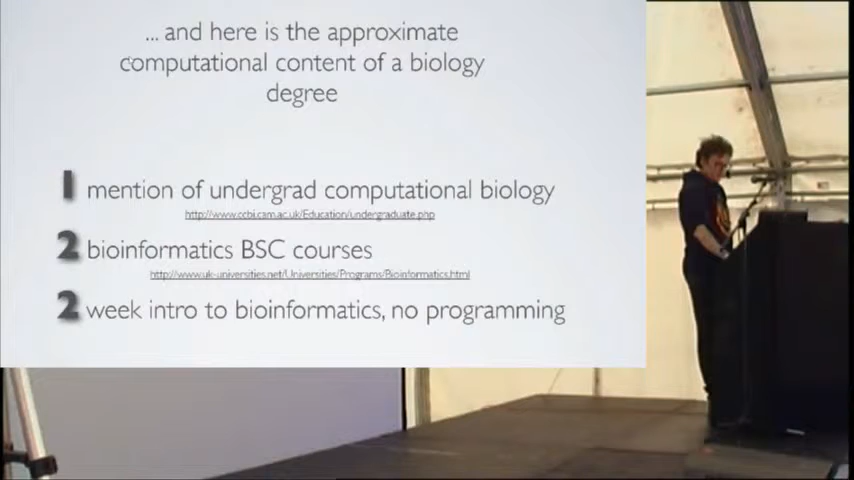 ... and here is the approximate
computational content of a biology
degree
1 mention of undergrad computational biology
http://www.ccbi.cam.ac.uk/Education/undergraduate.php
2 bioinformatics BSC courses
http://www.uk-universities.net/Universities/Programs/Bioinformatics.html
2 week intro to bioinformatics, no programming